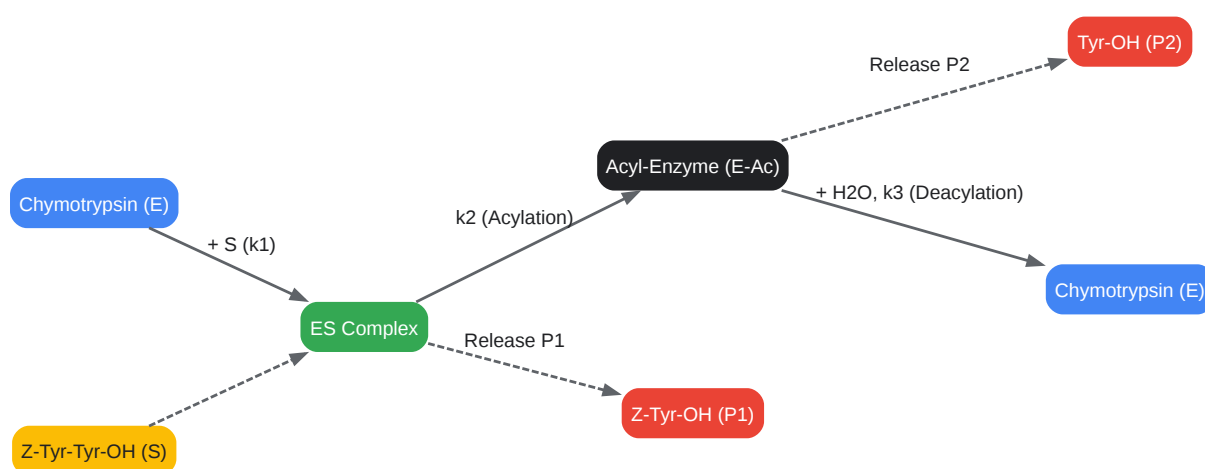 Tyr-OH (P2)
Release P2
Acyl-Enzyme (E-Ac)
+ H2O, k3 (Deacylation)
Chymotrypsin (E)
k2 (Acylation)
+ S (k1)
Chymotrypsin (E)
ES Complex
Release P1
Z-Tyr-OH (P1)
Z-Tyr-Tyr-OH (S)